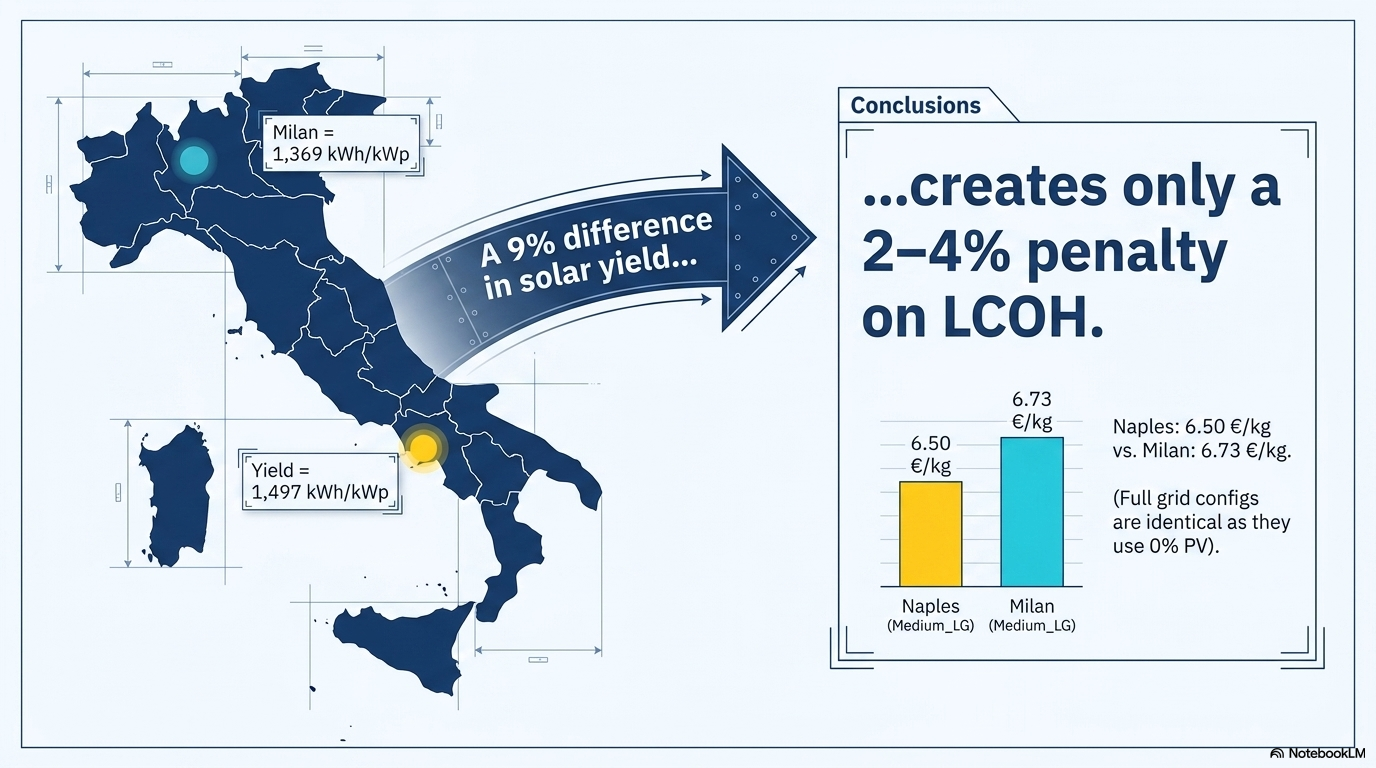 Milan =
1,369 kWh/kWp
Yield =
1,497 kWh/kWp
A 9% difference
in solar yield...
Conclusions
...creates only a
2–4% penalty
on LCOH.
6.50
€/kg
6.73
€/kg
Naples
(Medium_LG)
Milan
(Medium_LG)
Naples: 6.50 €/kg
vs. Milan: 6.73 €/kg.
(Full grid configs
are identical as they
use 0% PV).
NotebookLM